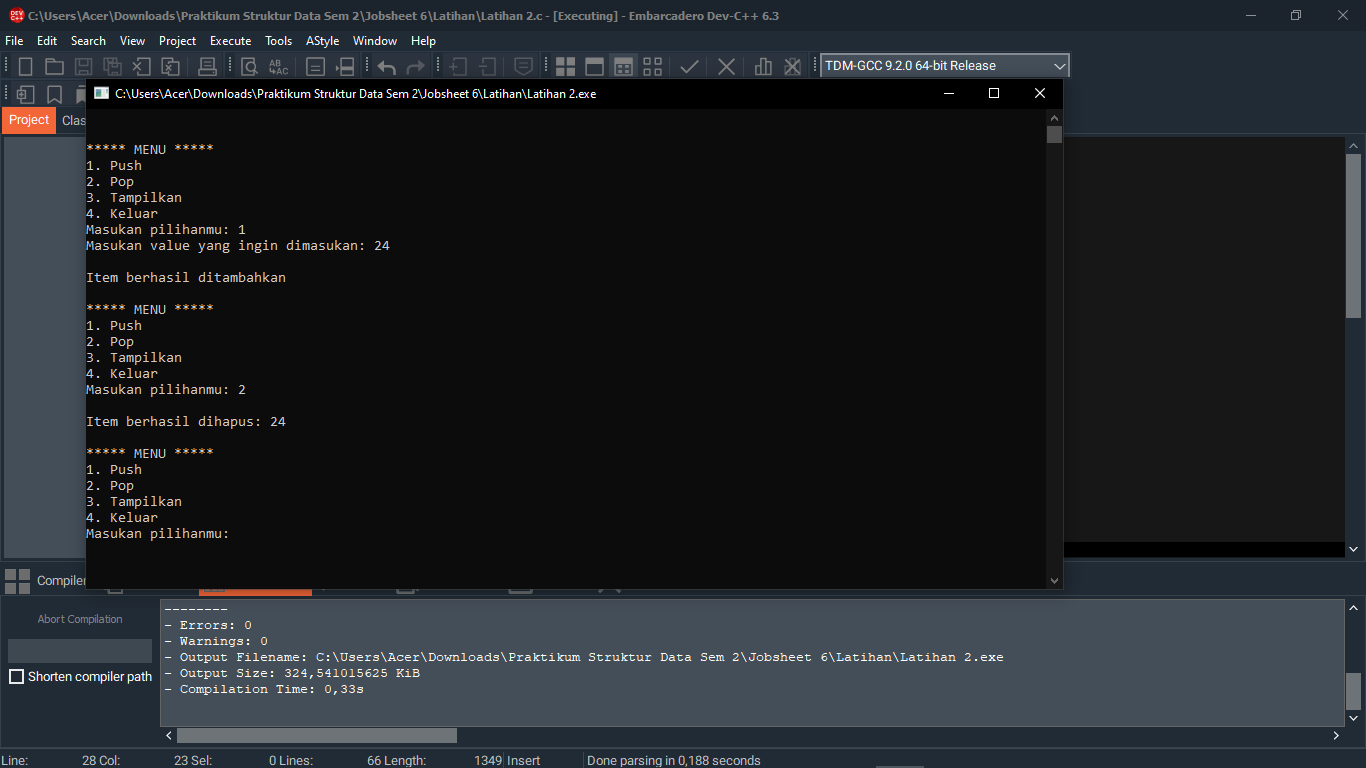 C:\Users\Acer\Downloads\Praktikum Struktur Data Sem 2\Jobsheet 6\Latihan\Latihan 2.c - [Executing] - Embarcadero Dev-C++ 6.3
File Edit Search View Project Execute Tools AStyle Window Help
TDM-GCC 9.2.0 64-bit Release
C:\Users\Acer\Downloads\Praktikum Struktur Data Sem 2\Jobsheet 6\Latihan\Latihan 2.exe
Project Clas
***** MENU *****
1. Push
2. Pop
3. Tampilkan
4. Keluar
Masukan pilihanmu: 1
Masukan value yang ingin dimasukan: 24
Item berhasil ditambahkan
***** MENU *****
1. Push
2. Pop
3. Tampilkan
4. Keluar
Masukan pilihanmu: 2
Item berhasil dihapus: 24
***** MENU *****
1. Push
2. Pop
3. Tampilkan
4. Keluar
Masukan pilihanmu:
Compiler
Abort Compilation
Shorten compiler path
--------
- Errors: 0
- Warnings: 0
- Output Filename: C:\Users\Acer\Downloads\Praktikum Struktur Data Sem 2\Jobsheet 6\Latihan\Latihan 2.exe
- Output Size: 324,541015625 KiB
- Compilation Time: 0,33s
Line: 28 Col: 23 Sel: 0 Lines: 66 Length: 1349 Insert Done parsing in 0,188 seconds